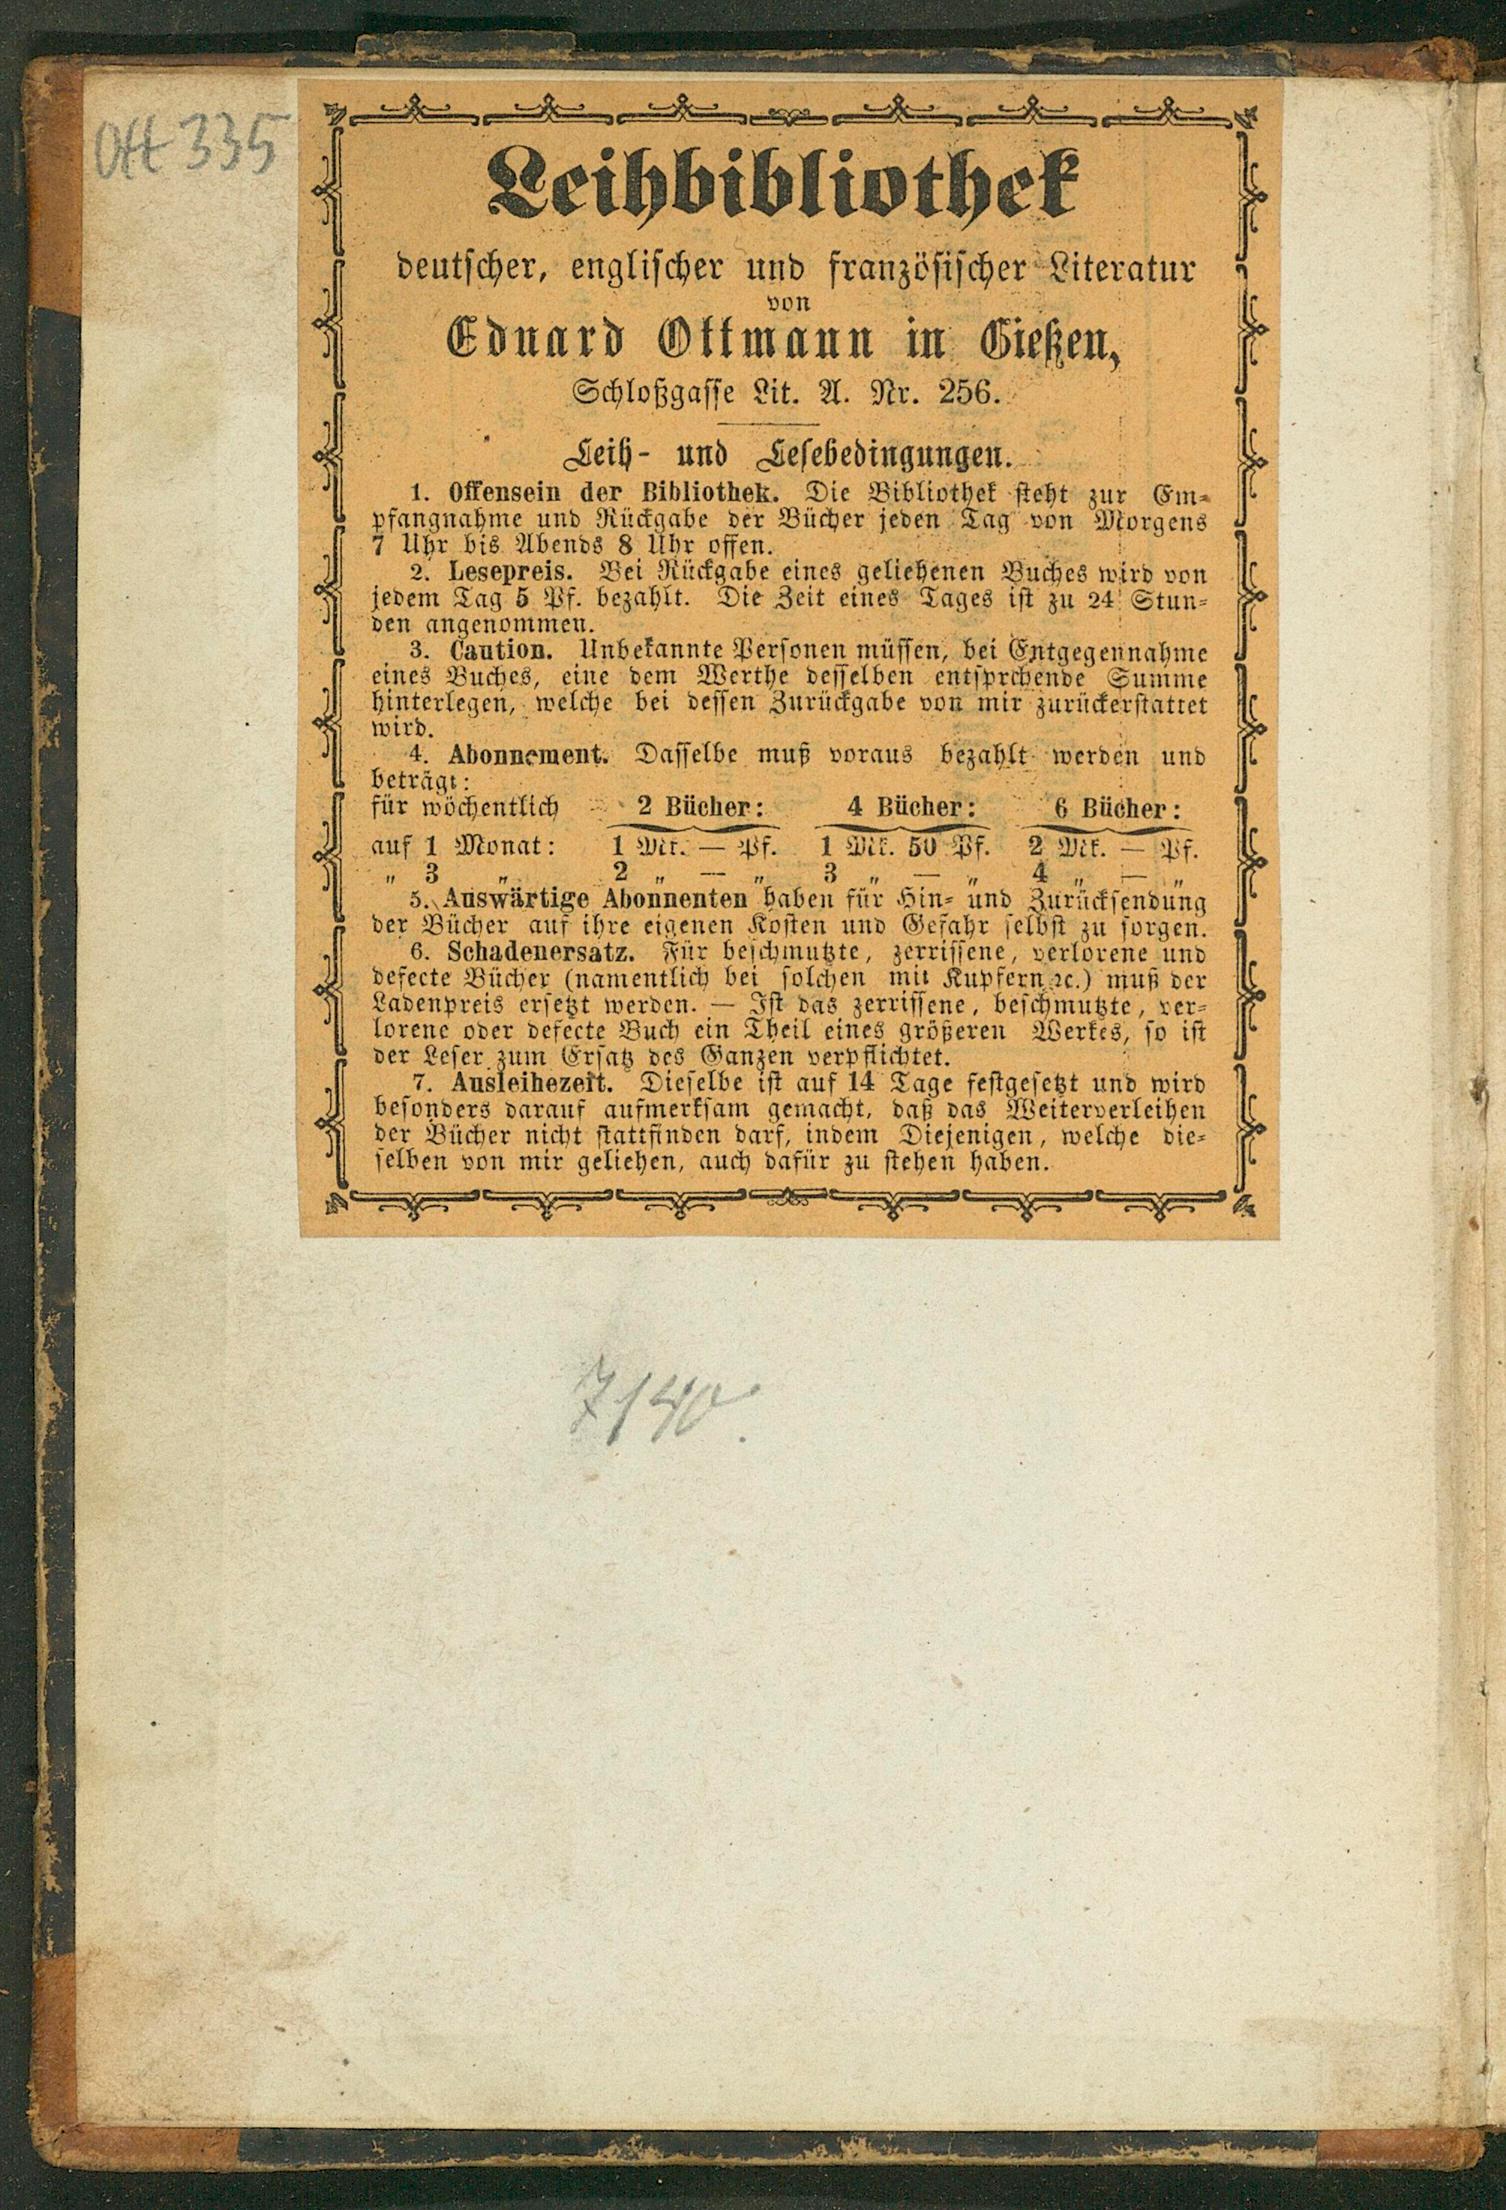 Ott 335
Leihbibliothek
deutscher, englischer und französischer Literatur
von
Eduard Ottmann in Gießen,
Schloßgasse Lit. A. Nr. 256.
Leih- und Lesebedingungen.
1. Offensein der Bibliothek. Die Bibliothek steht zur Em-
pfangnahme und Rückgabe der Bücher jeden Tag von Morgens
7 Uhr bis Abends 8 Uhr offen.
2. Lesepreis. Bei Rückgabe eines geliehenen Buches wird von
jedem Tag 5 Pf. bezahlt. Die Zeit eines Tages ist zu 24 Stun-
den angenommen.
3. Caution. Unbekannte Personen müssen, bei Entgegennahme
eines Buches, eine dem Werthe desselben entsprchende Summe
hinterlegen, welche bei dessen Zurückgabe von mir zurückerstattet
wird.
4. Abonnement. Dasselbe muß voraus bezahlt werden und
beträgt:
für wöchentlich 2 Bücher: 4 Bücher: 6 Bücher:
auf 1 Monat: 1 Mk. — Pf. 1 Mk. 50 Pf. 2 Mk. — Pf.
„ 3 „ 2 „ — „ 3 „ — „ 4 „ — „
5. Auswärtige Abonnenten haben für Hin- und Zurücksendung
der Bücher auf ihre eigenen Kosten und Gefahr selbst zu sorgen.
6. Schadenersatz. Für beschmutzte, zerrissene, verlorene und
defecte Bücher (namentlich bei solchen mit Kupfern ꝛc.) muß der
Ladenpreis ersetzt werden. — Ist das zerrissene, beschmutzte, ver-
lorene oder defecte Buch ein Theil eines größeren Werkes, so ist
der Leser zum Ersatz des Ganzen verpflichtet.
7. Ausleihezeit. Dieselbe ist auf 14 Tage festgesetzt und wird
besonders darauf aufmerksam gemacht, daß das Weiterverleihen
der Bücher nicht stattfinden darf, indem Diejenigen, welche die-
selben von mir geliehen, auch dafür zu stehen haben.
7140.